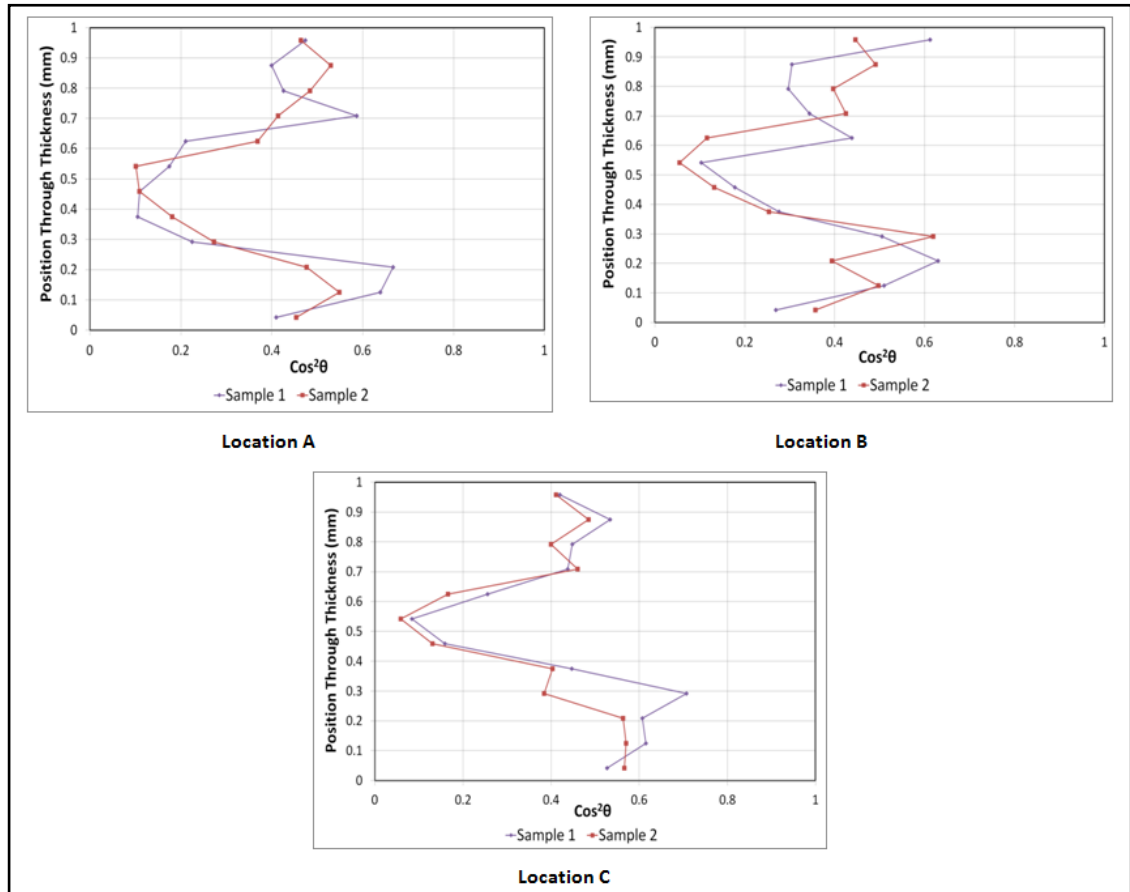 Position Through Thickness (mm)
1
0.9
0.8
0.7
0.6
0.5
0.4
0.3
0.2
0.1
0
0 0.2 0.4 0.6 0.8 1
Cos²θ
Sample 1 Sample 2
Location A
Position Through Thickness (mm)
1
0.9
0.8
0.7
0.6
0.5
0.4
0.3
0.2
0.1
0
0 0.2 0.4 0.6 0.8 1
Cos²θ
Sample 1 Sample 2
Location B
Position Through Thickness (mm)
1
0.9
0.8
0.7
0.6
0.5
0.4
0.3
0.2
0.1
0
0 0.2 0.4 0.6 0.8 1
Cos²θ
Sample 1 Sample 2
Location C